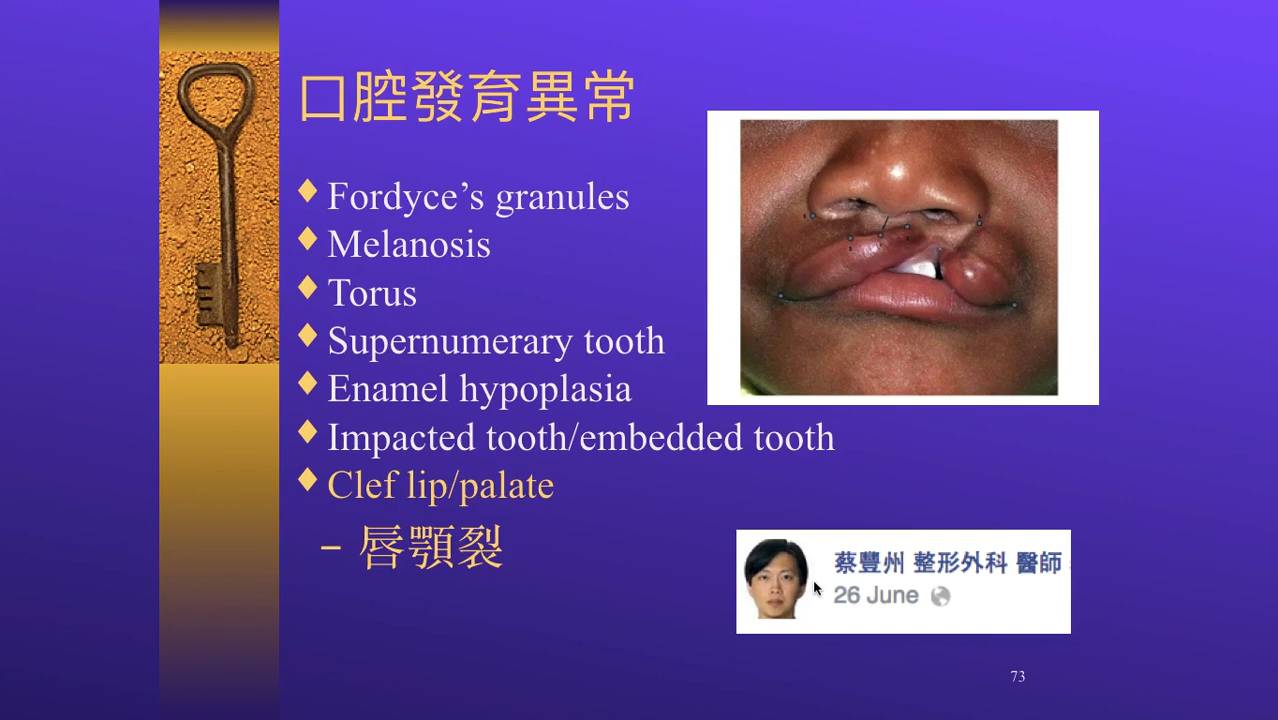 口腔發育異常
Fordyce’s granules
Melanosis
Torus
Supernumerary tooth
Enamel hypoplasia
Impacted tooth/embedded tooth
Clef lip/palate
– 唇顎裂
蔡豐州 整形外科 醫師
26 June
73